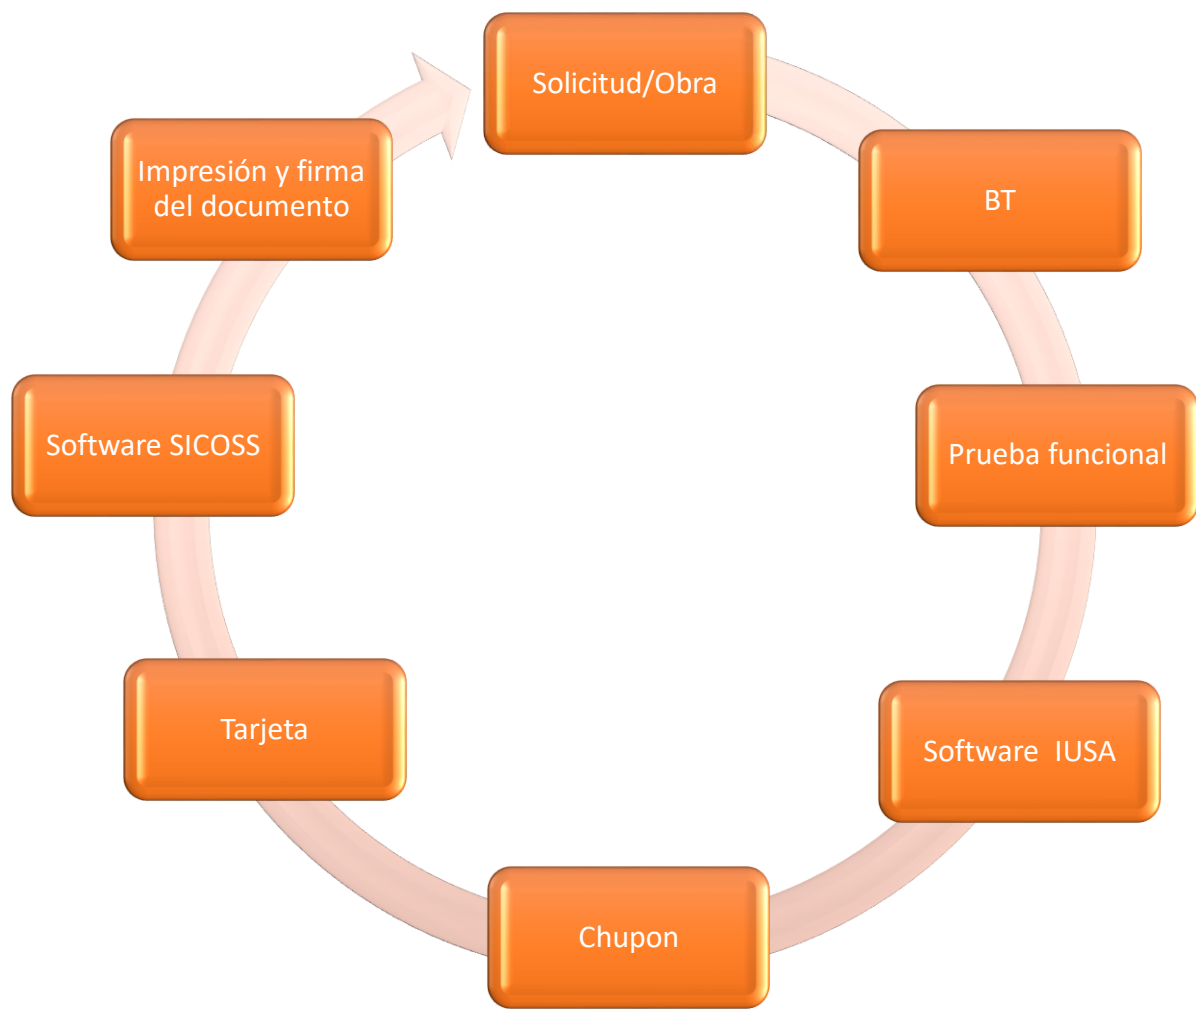 Solicitud/Obra
BT
Prueba funcional
Software  IUSA
Chupon
Tarjeta
Software SICOSS
Impresión y firma
del documento